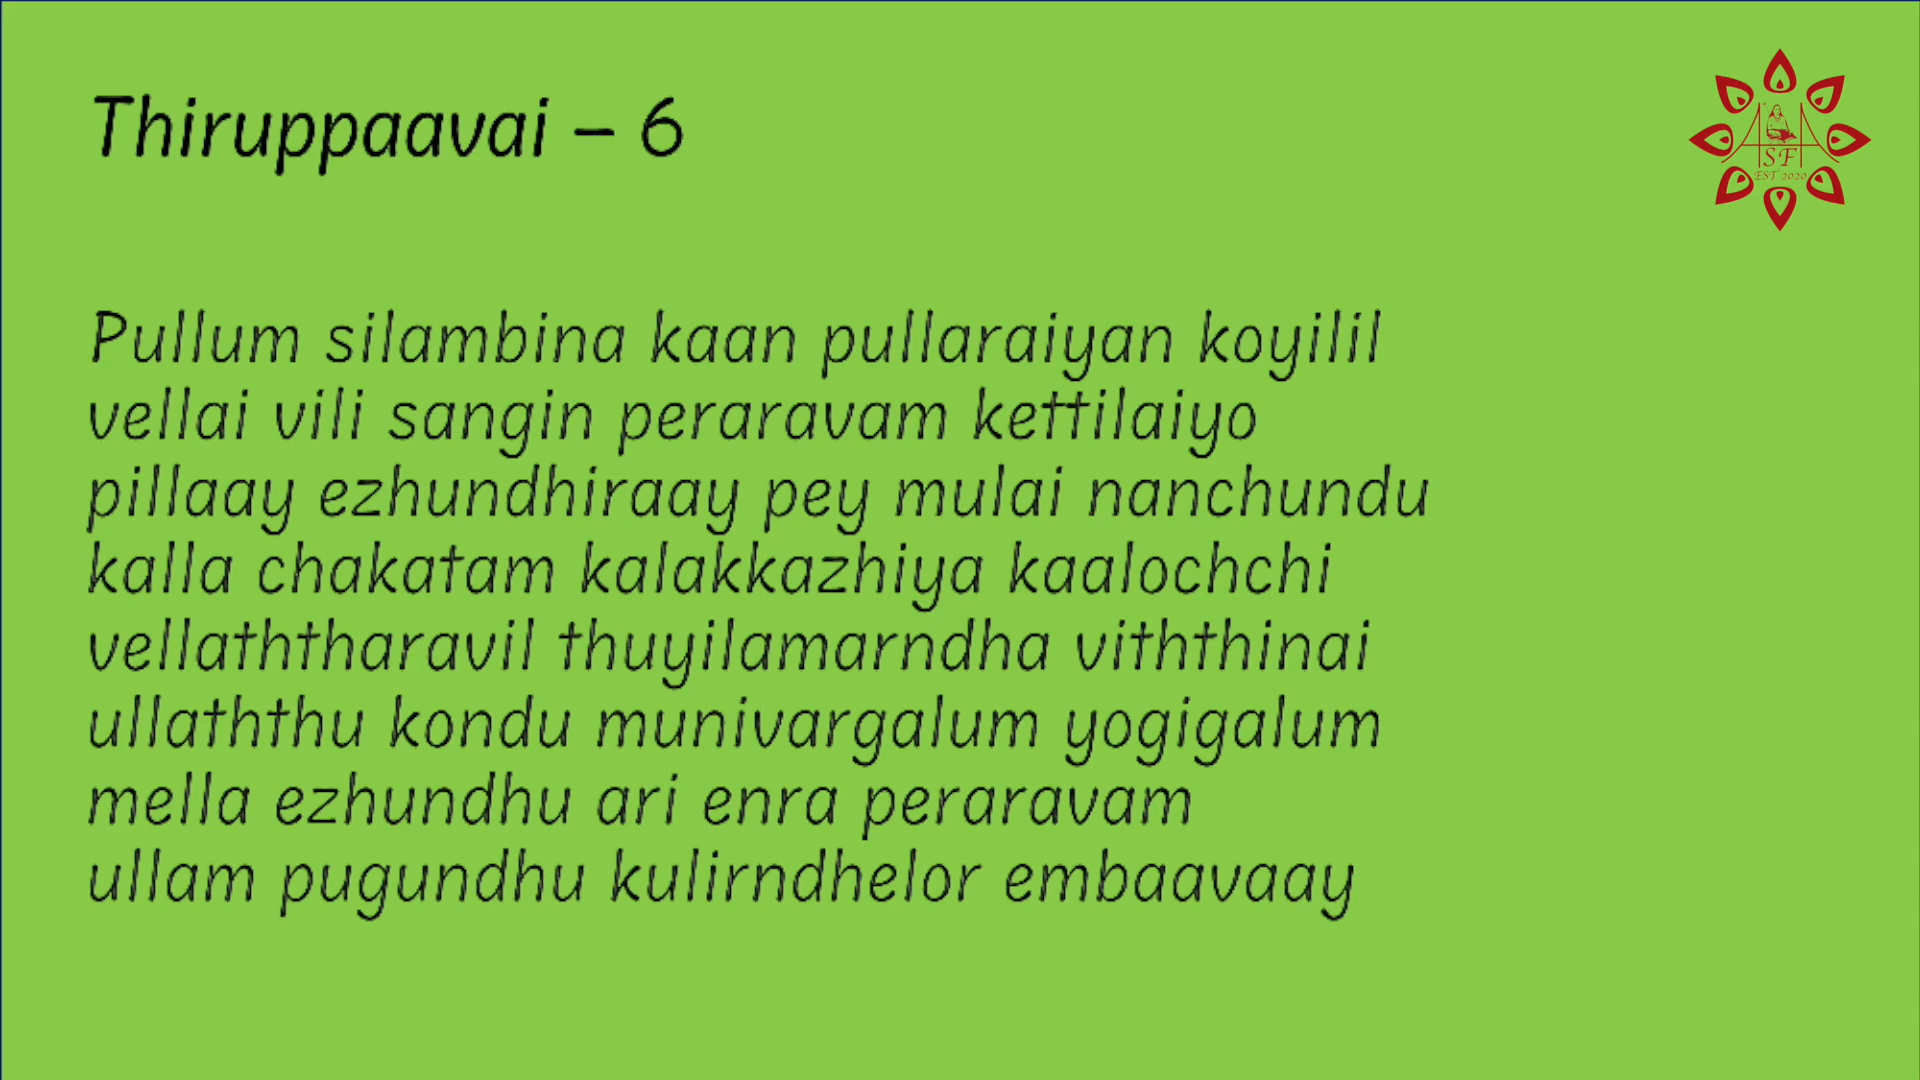 Thiruppaavai – 6
SF
EST 2020
Pullum silambina kaan pullaraiyan koyilil
vellai vili sangin peraravam kettilaiyo
pillaay ezhundhiraay pey mulai nanchundu
kalla chakatam kalakkazhiya kaalochchi
vellaththaravil thuyilamarndha viththinai
ullaththu kondu munivargalum yogigalum
mella ezhundhu ari enra peraravam
ullam pugundhu kulirndhelor embaavaay